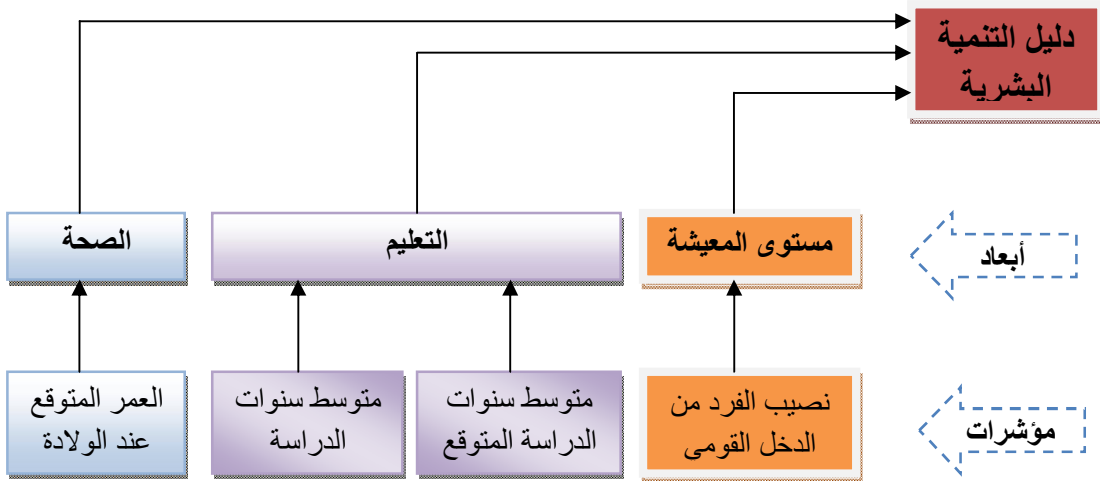 دليل التنمية
البشرية
أبعاد
مستوى المعيشة
التعليم
الصحة
مؤشرات
نصيب الفرد من
الدخل القومى
متوسط سنوات
الدراسة المتوقع
متوسط سنوات
الدراسة
العمر المتوقع
عند الولادة